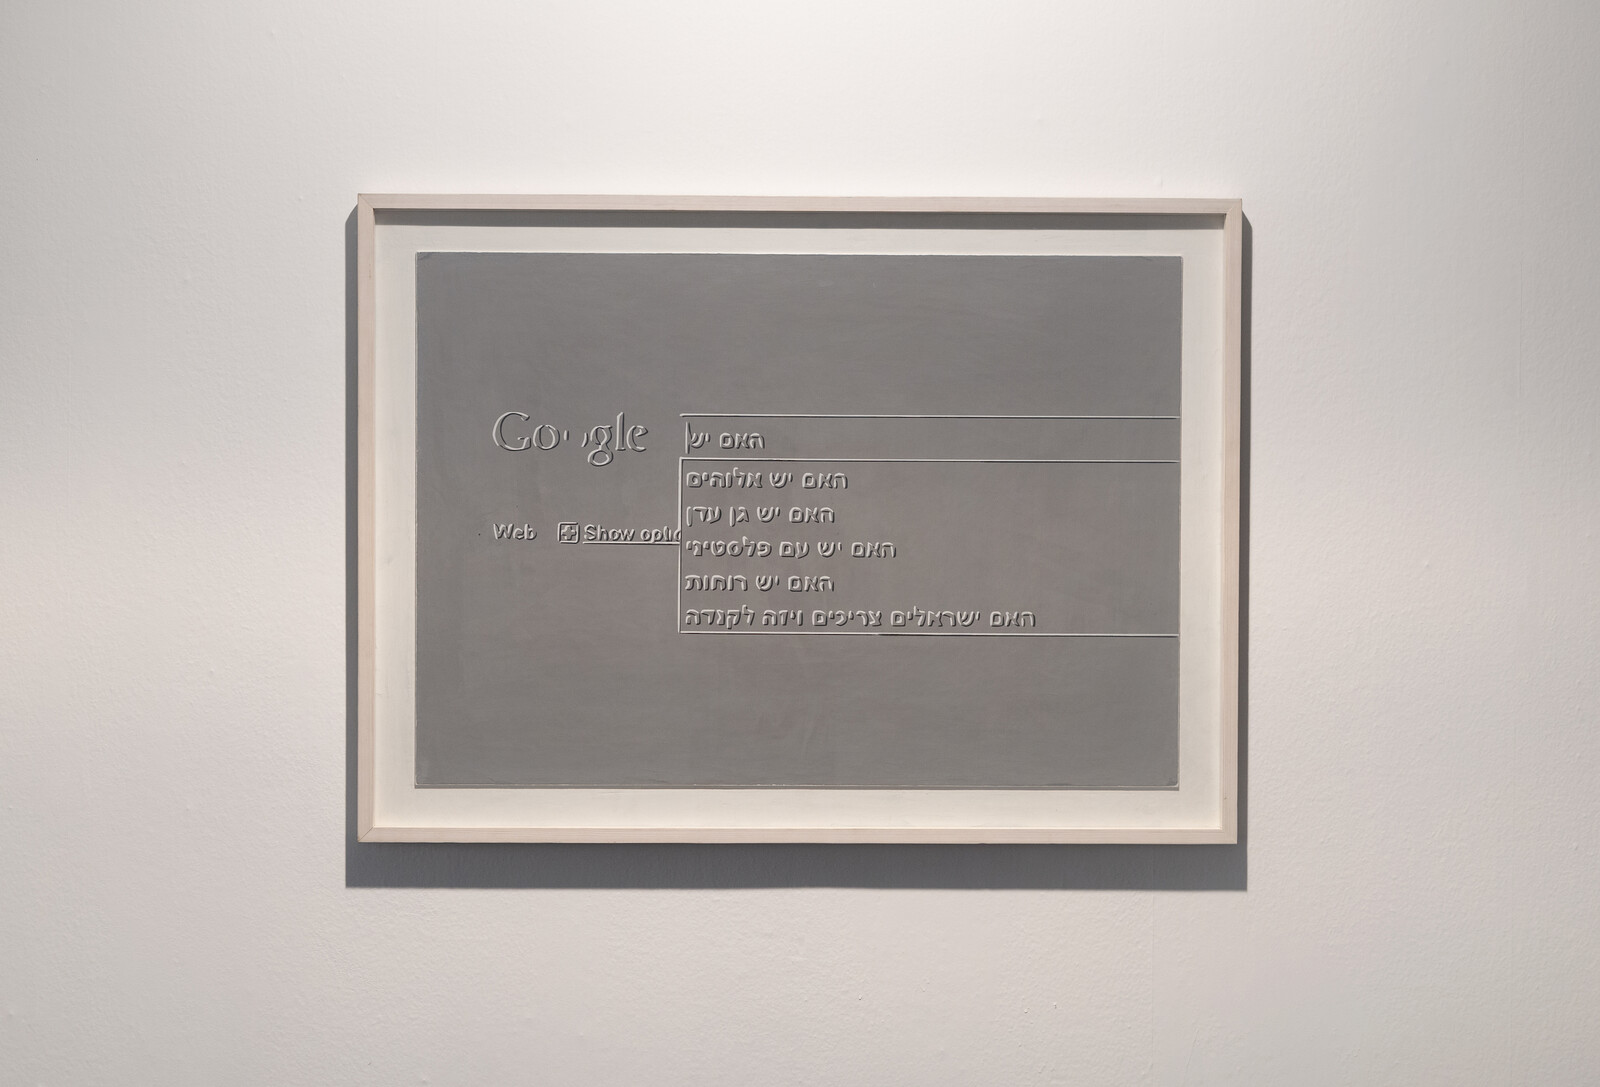 Google
האם יש
האם יש אלוהים
האם יש גן עדן
האם יש עם פלסטיני
האם יש רוחות
האם ישראלים צריכים ויזה לקנדה
Web
Show optic